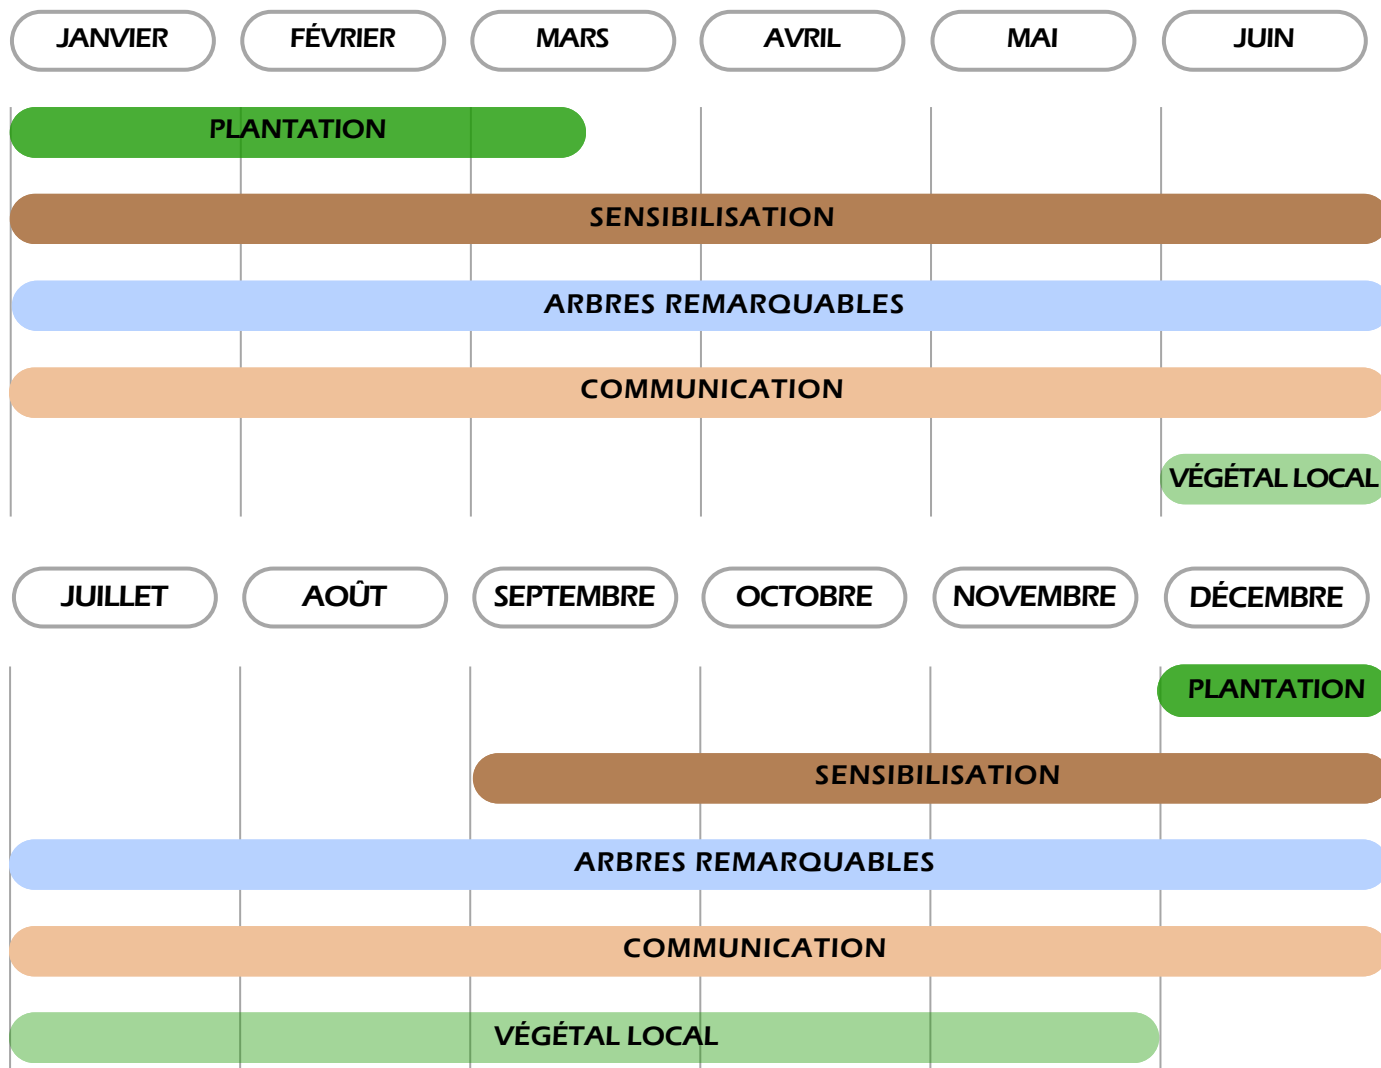 JANVIER FÉVRIER MARS AVRIL MAI JUIN
PLANTATION
SENSIBILISATION
ARBRES REMARQUABLES
COMMUNICATION
VÉGÉTAL LOCAL
JUILLET AOÛT SEPTEMBRE OCTOBRE NOVEMBRE DÉCEMBRE
PLANTATION
SENSIBILISATION
ARBRES REMARQUABLES
COMMUNICATION
VÉGÉTAL LOCAL